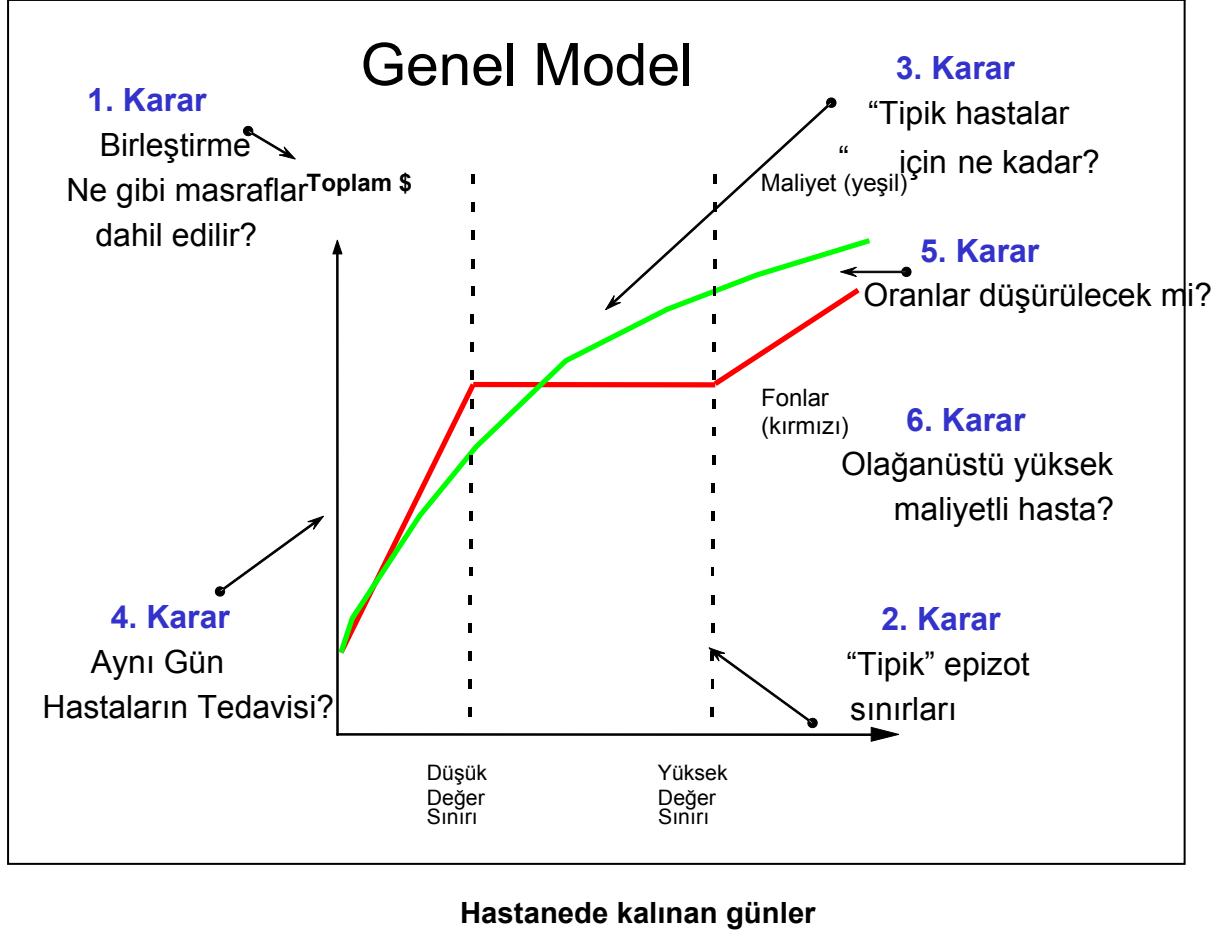 Genel Model
1. Karar
Birleştirme
Ne gibi masraflar
dahil edilir?
Toplam $
3. Karar
“Tipik hastalar
“ için ne kadar?
Maliyet (yeşil)
5. Karar
Oranlar düşürülecek mi?
Fonlar
(kırmızı)
6. Karar
Olağanüstü yüksek
maliyetli hasta?
4. Karar
Aynı Gün
Hastaların Tedavisi?
2. Karar
“Tipik” epizot
sınırları
Düşük
Değer
Sınırı
Yüksek
Değer
Sınırı
Hastanede kalınan günler